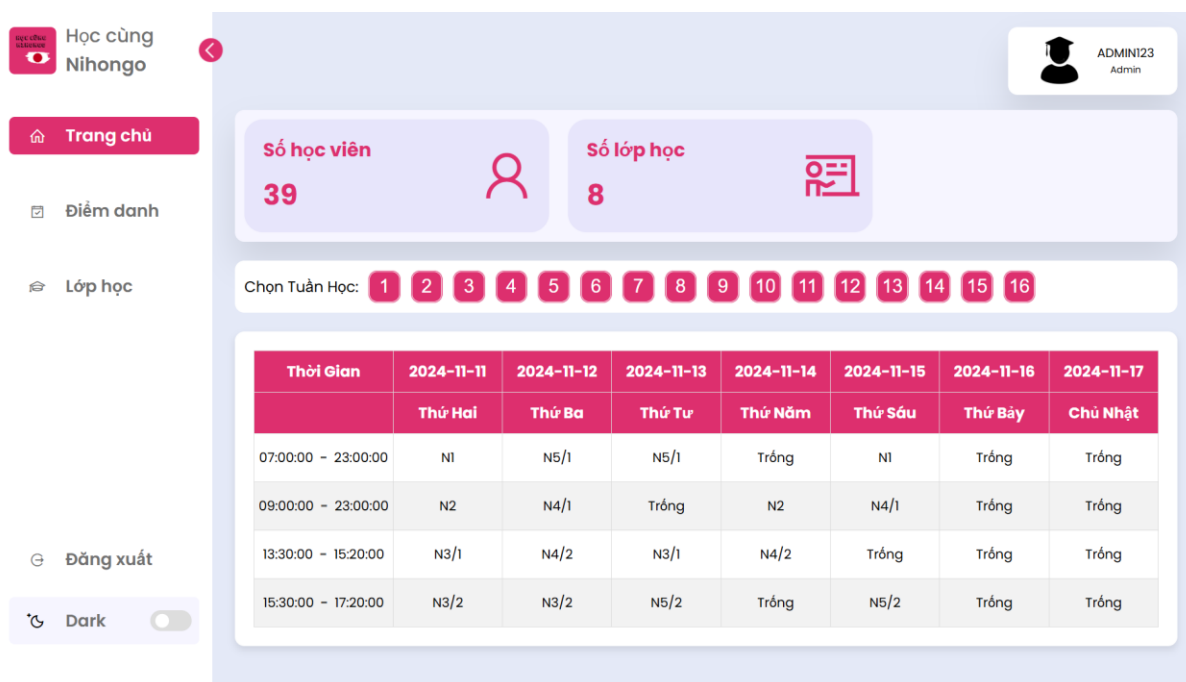 HỌC CÙNG
NIHONGO
Học cùng
Nihongo
ADMIN123
Admin
Trang chủ
Điểm danh
Lớp học
Đăng xuất
Dark
Số học viên
39
Số lớp học
8
Chọn Tuần Học: 1 2 3 4 5 6 7 8 9 10 11 12 13 14 15 16
Thời Gian 2024-11-11 2024-11-12 2024-11-13 2024-11-14 2024-11-15 2024-11-16 2024-11-17
Thứ Hai Thứ Ba Thứ Tư Thứ Năm Thứ Sáu Thứ Bảy Chủ Nhật
07:00:00 - 23:00:00 N1 N5/1 N5/1 Trống N1 Trống Trống
09:00:00 - 23:00:00 N2 N4/1 Trống N2 N4/1 Trống Trống
13:30:00 - 15:20:00 N3/1 N4/2 N3/1 N4/2 Trống Trống Trống
15:30:00 - 17:20:00 N3/2 N3/2 N5/2 Trống N5/2 Trống Trống